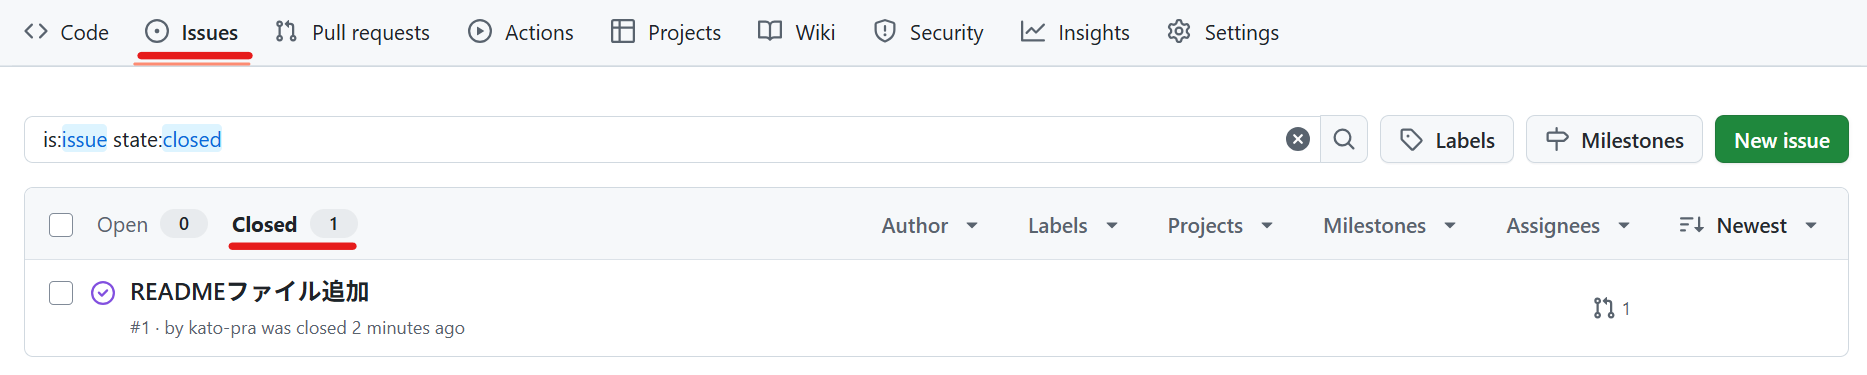 Code Issues Pull requests Actions Projects Wiki Security Insights Settings
is:issue state:closed Labels Milestones New issue
Open 0 Closed 1 Author Labels Projects Milestones Assignees Newest
READMEファイル追加
1
#1 · by kato-pra was closed 2 minutes ago